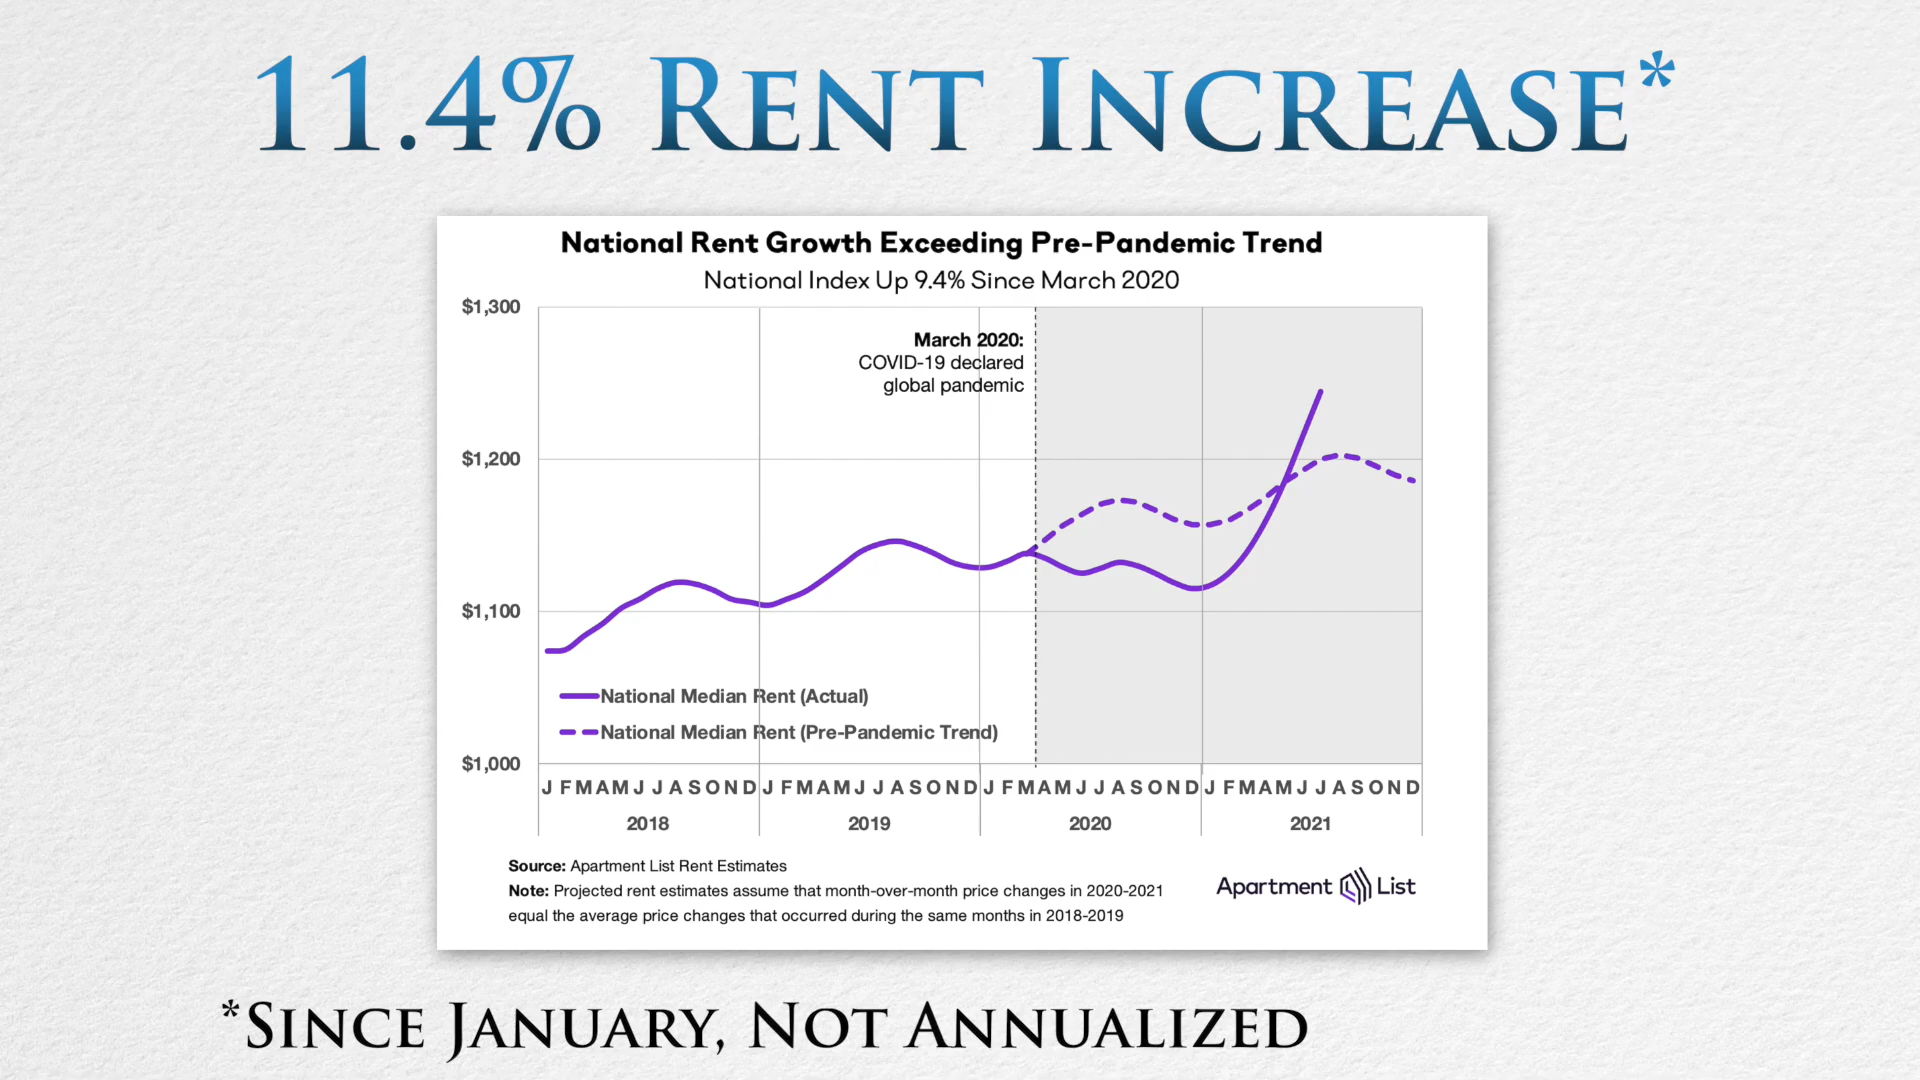 11.4% RENT INCREASE*
National Rent Growth Exceeding Pre-Pandemic Trend
National Index Up 9.4% Since March 2020
$1,300
March 2020:
COVID-19 declared
global pandemic
$1,200
$1,100
National Median Rent (Actual)
National Median Rent (Pre-Pandemic Trend)
$1,000
J F M A M J J A S O N D J F M A M J J A S O N D J F M A M J J A S O N D J F M A M J J A S O N D
2018 2019 2020 2021
Source: Apartment List Rent Estimates
Note: Projected rent estimates assume that month-over-month price changes in 2020-2021
equal the average price changes that occurred during the same months in 2018-2019
Apartment List
*SINCE JANUARY, NOT ANNUALIZED